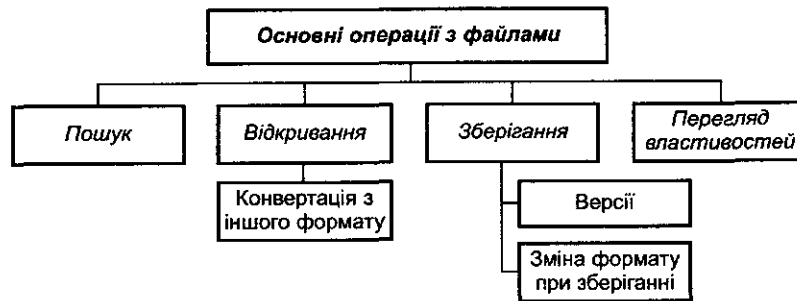 Основні операції з файлами
Пошук
Відкривання
Зберігання
Перегляд
властивостей
Конвертація з
іншого формату
Версії
Зміна формату
при зберіганні